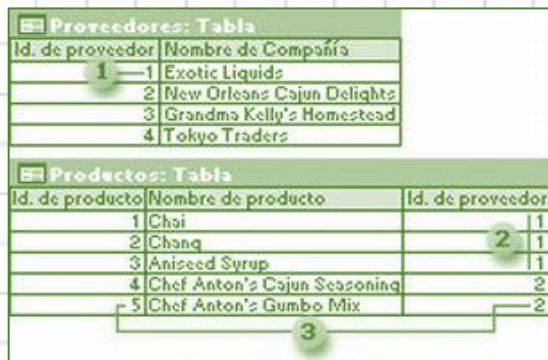 Proveedores: Tabla
Id. de proveedor Nombre de Compañía
1 1 Exotic Liquids
2 New Orleans Cajun Delights
3 Grandma Kelly's Homestead
4 Tokyo Traders
Productos: Tabla
Id. de producto Nombre de producto Id. de proveedor
1 Chai 1
2 Chang 2 1
3 Aniseed Syrup 1
4 Chef Anton's Cajun Seasoning 2
5 Chef Anton's Gumbo Mix 2
3